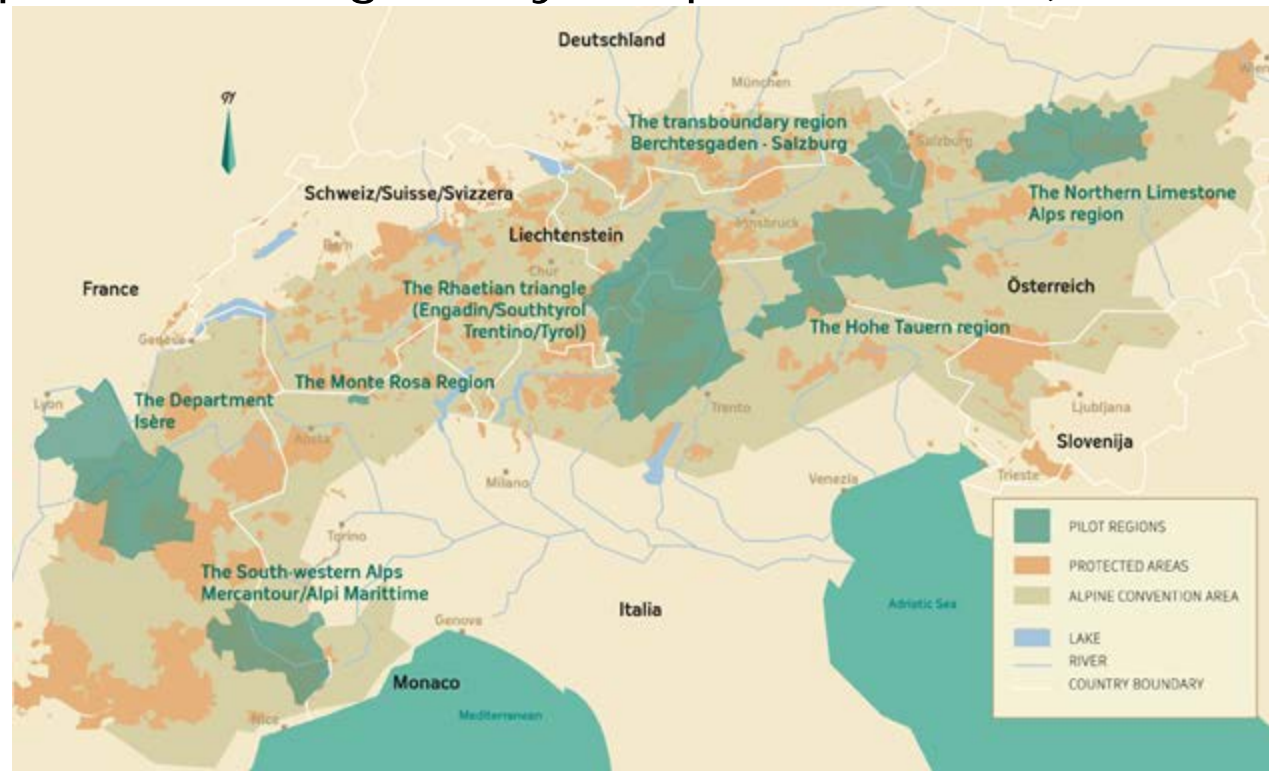 Deutschland
München
Wien
The transboundary region
Berchtesgaden - Salzburg
Salzburg
The Northern Limestone
Alps region
Schweiz/Suisse/Svizzera
Innsbruck
Liechtenstein
Bern
Chur
France
The Rhaetian triangle
(Engadin/Southtyrol
Trentino/Tyrol)
Österreich
The Hohe Tauern region
Geneva
The Monte Rosa Region
Lyon
The Department
Isère
Trento
Ljubljana
Aosta
Slovenija
Milano
Venezia
Trieste
Torino
PILOT REGIONS
PROTECTED AREAS
ALPINE CONVENTION AREA
LAKE
RIVER
COUNTRY BOUNDARY
The South-western Alps
Mercantour/Alpi Marittime
Italia
Adriatic Sea
Genova
Monaco
Nice
Mediterranean